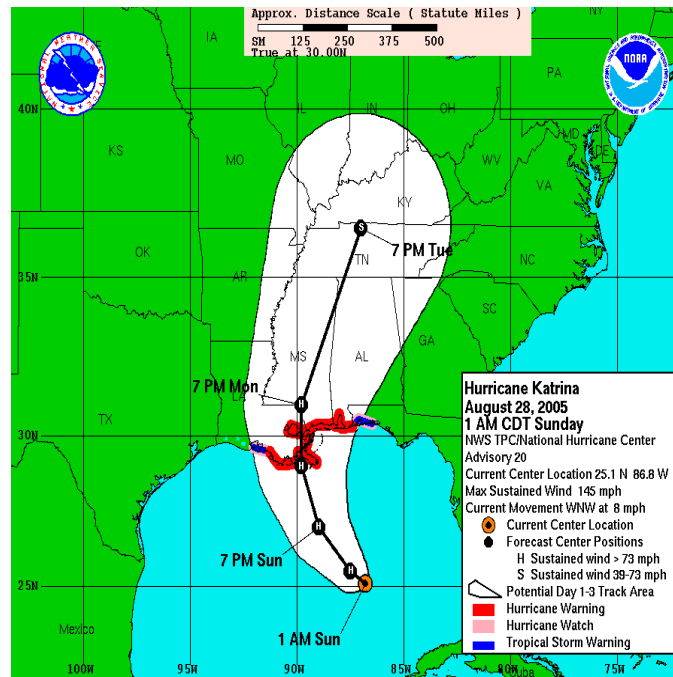 Approx. Distance Scale ( Statute Miles )
SM 125 250 375 500
True at 30.00N
NATIONAL WEATHER SERVICE
NOAA
IA
NY
PA
40N
IL
IN
OH
MD
DE
KS
MO
WV
VA
KY
7 PM Tue
S
OK
TN
35N
AR
NC
SC
MS
AL
GA
7 PM Mon
H
LA
TX
30N
H
7 PM Sun
H
H
25N
1 AM Sun
Mexico
Cuba
100W 95W 90W 85W 80W 75W
Hurricane Katrina
August 28, 2005
1 AM CDT Sunday
NWS TPC/National Hurricane Center
Advisory 20
Current Center Location 25.1 N 86.8 W
Max Sustained Wind 145 mph
Current Movement WNW at 8 mph
Current Center Location
Forecast Center Positions
H Sustained wind > 73 mph
S Sustained wind 39-73 mph
Potential Day 1-3 Track Area
Hurricane Warning
Hurricane Watch
Tropical Storm Warning